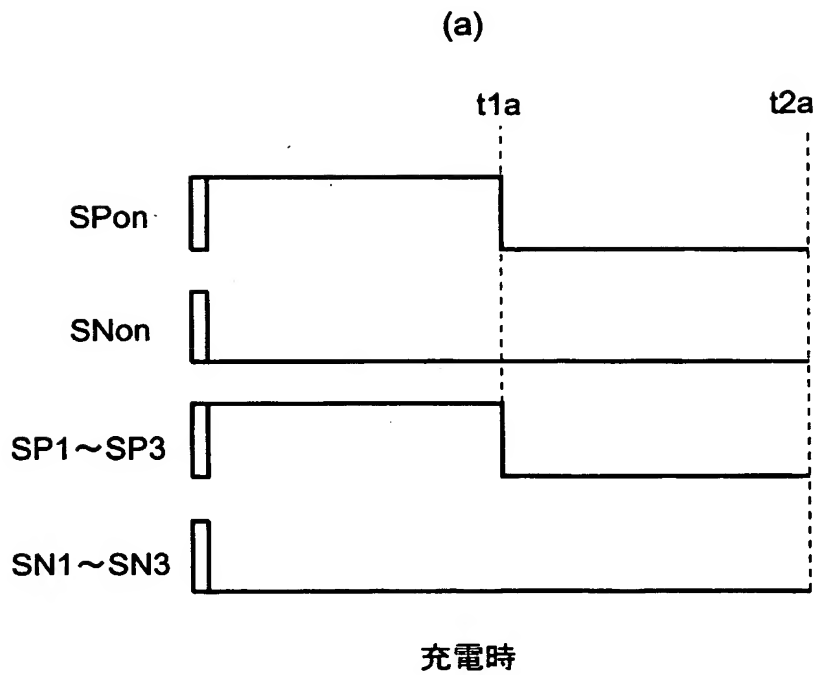 (a)
t1a t2a
SPon
SNon
SP1～SP3
SN1～SN3
充電時